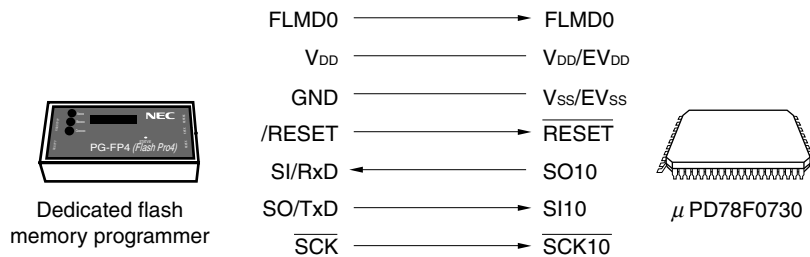 FLMD0 FLMD0
VDD VDD/EVDD
GND VSS/EVSS
/RESET RESET
SI/RxD SO10
SO/TxD SI10
SCK SCK10
NEC
PG-FP4 (Flash Pro4)
Dedicated flash
memory programmer
μ PD78F0730